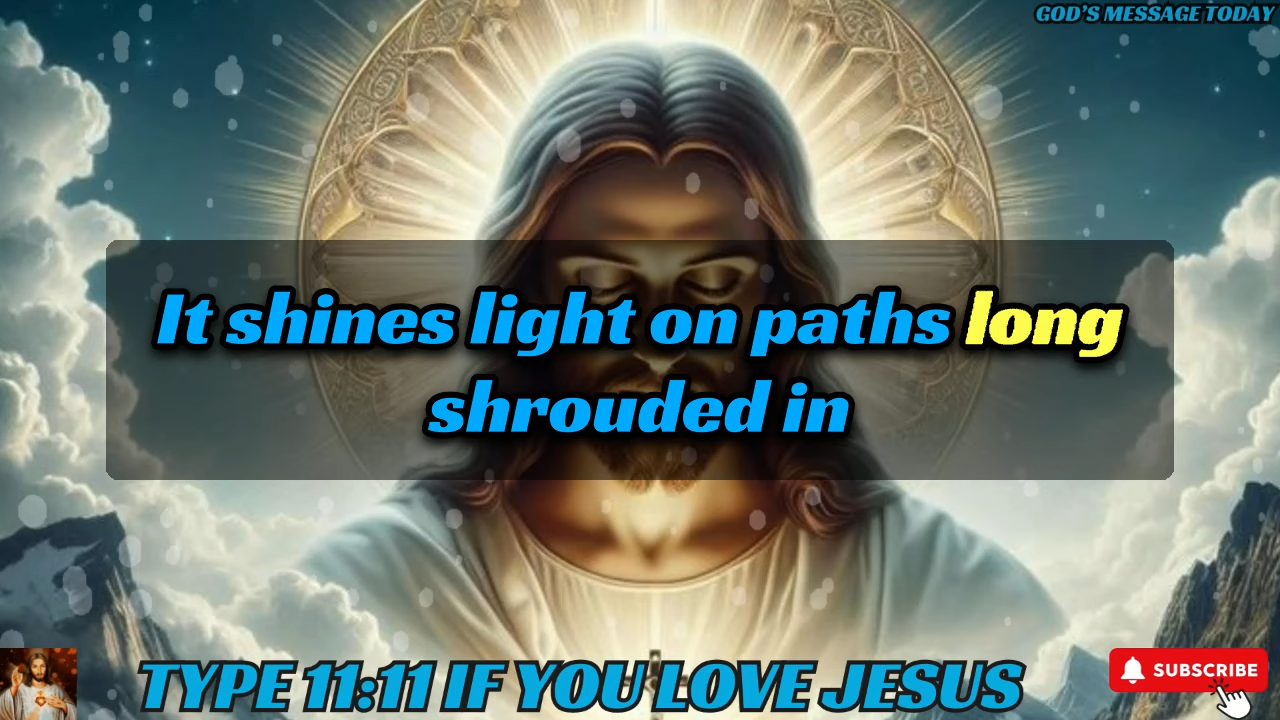 GOD'S MESSAGE TODAY
It shines light on paths long
shrouded in
TYPE 11:11 IF YOU LOVE JESUS
SUBSCRIBE